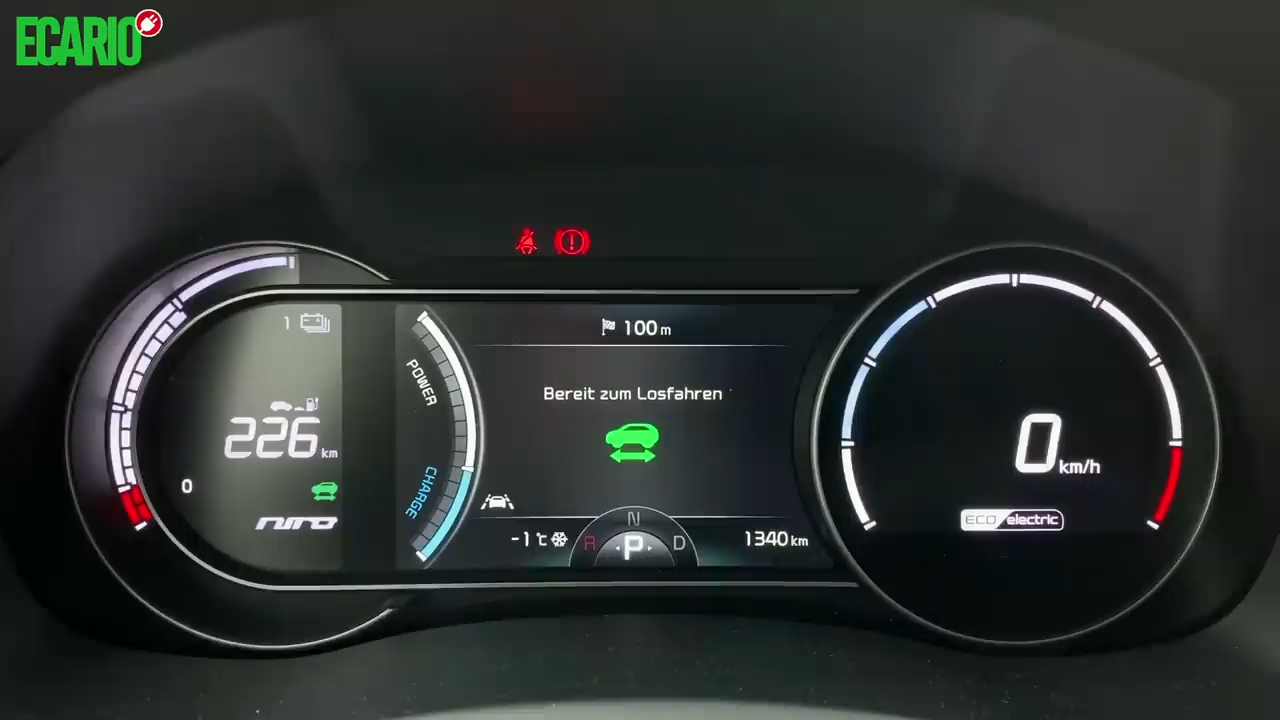 ECARIO
100 m
1
POWER
Bereit zum Losfahren
226 km
0 km/h
CHARGE
0
niro
ECO electric
N
-1°C
R P D
1340 km